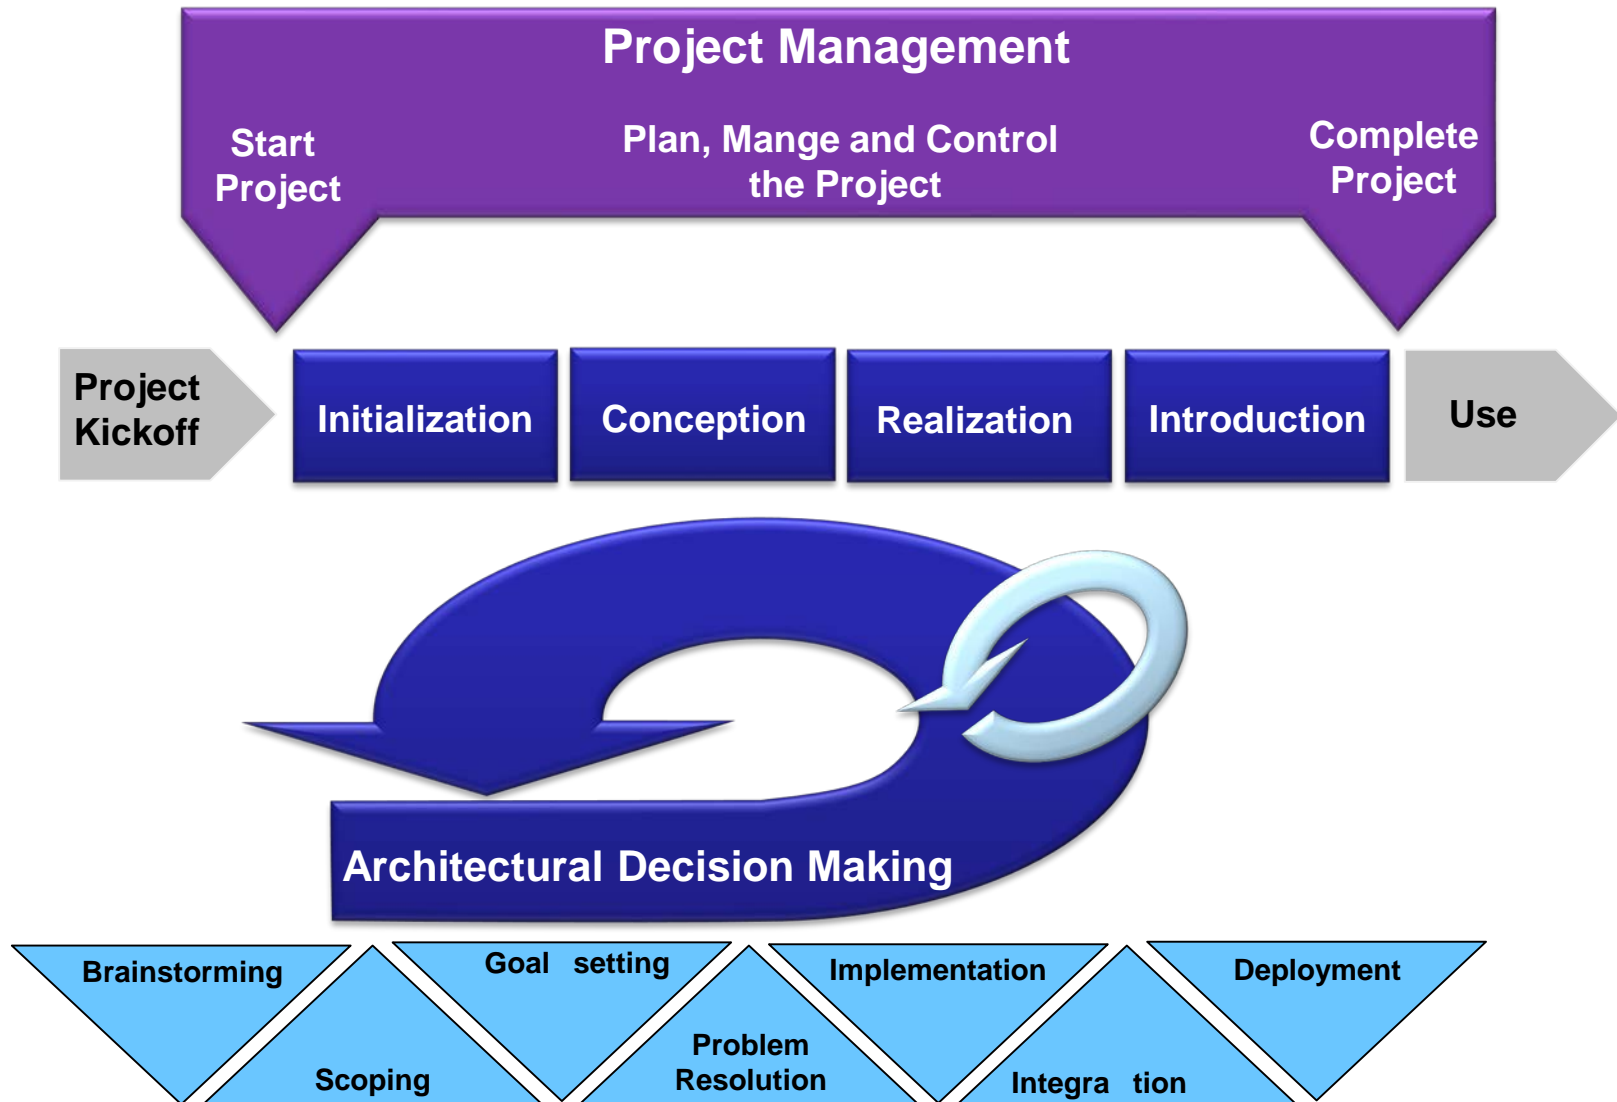 Project Management
Start
Project
Plan, Mange and Control
the Project
Complete
Project
Project
Kickoff
Initialization
Conception
Realization
Introduction
Use
Architectural Decision Making
Brainstorming
Scoping
Goal setting
Problem
Resolution
Implementation
Integra tion
Deployment